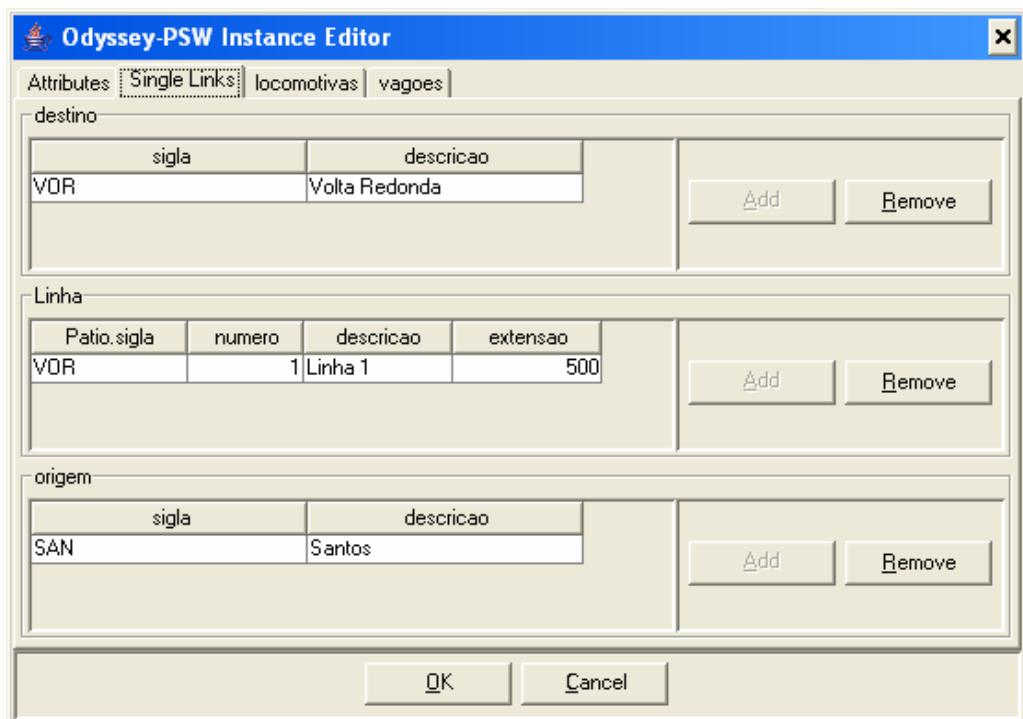 Odyssey-PSW Instance Editor
Attributes Single Links locomotivas vagoes
destino
sigla descricao
VOR Volta Redonda
Add Remove
Linha
Patio.sigla numero descricao extensao
VOR 1 Linha 1 500
Add Remove
origem
sigla descricao
SAN Santos
Add Remove
OK Cancel